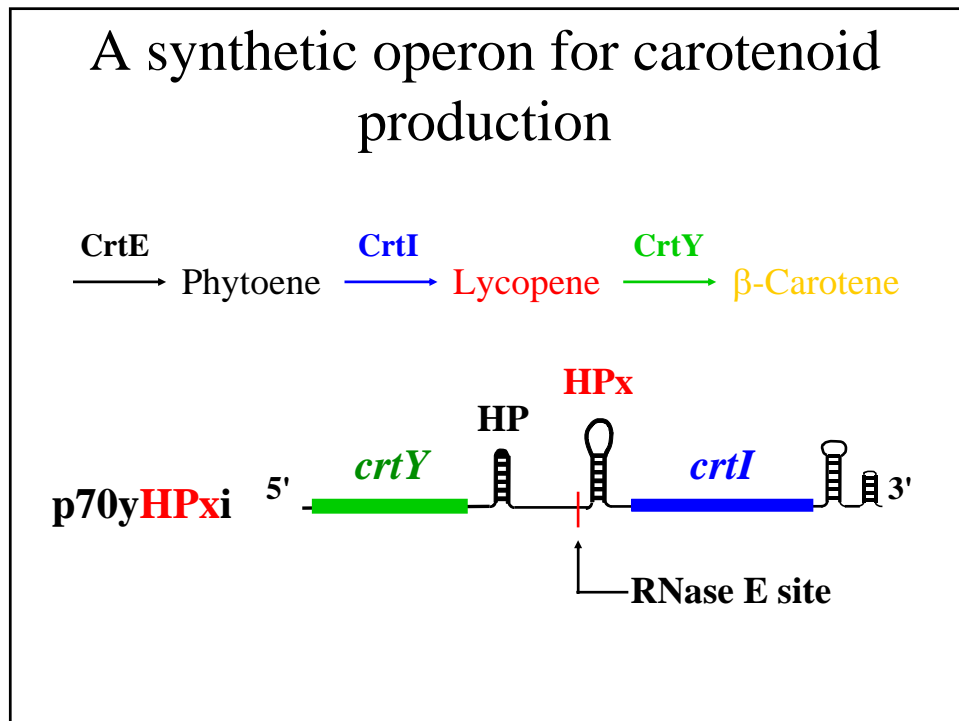 A synthetic operon for carotenoid
production
CrtE CrtI CrtY
Phytoene Lycopene β-Carotene
HPx
HP
crtY crtI
p70yHPxi 5' 3'
RNase E site